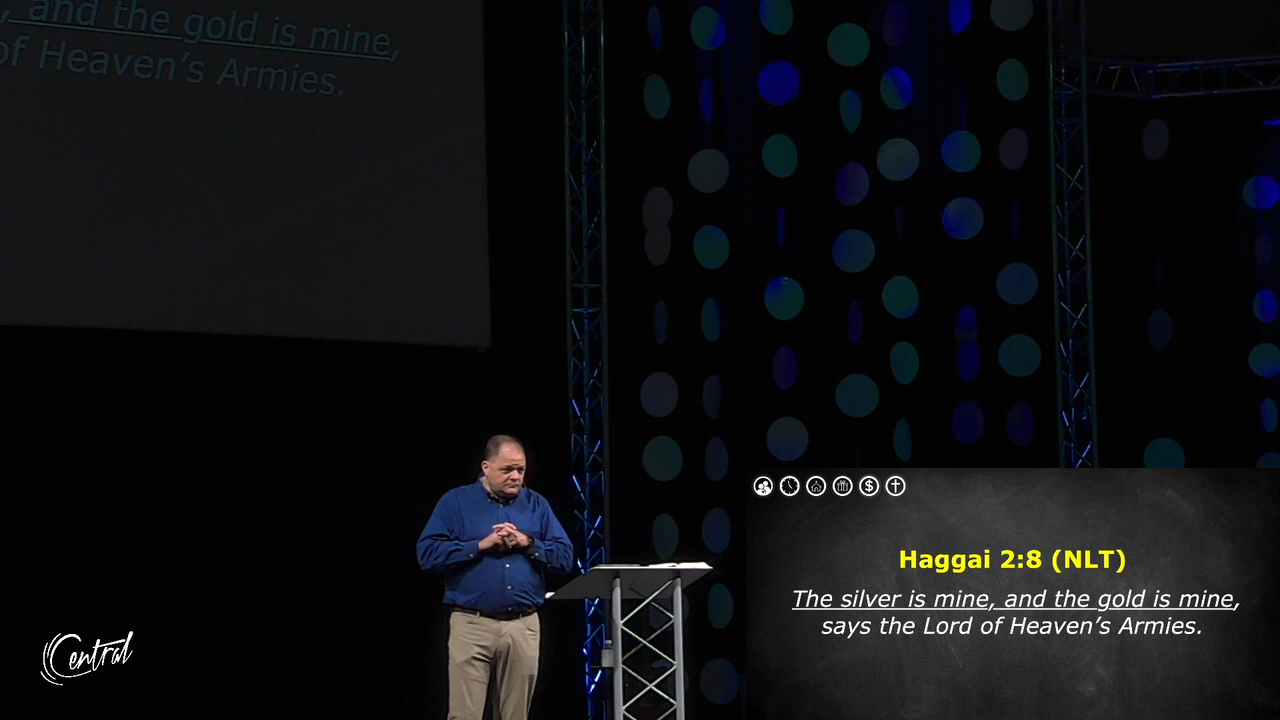 , and the gold is mine,
of Heaven's Armies.
Haggai 2:8 (NLT)
The silver is mine, and the gold is mine,
says the Lord of Heaven's Armies.
Central